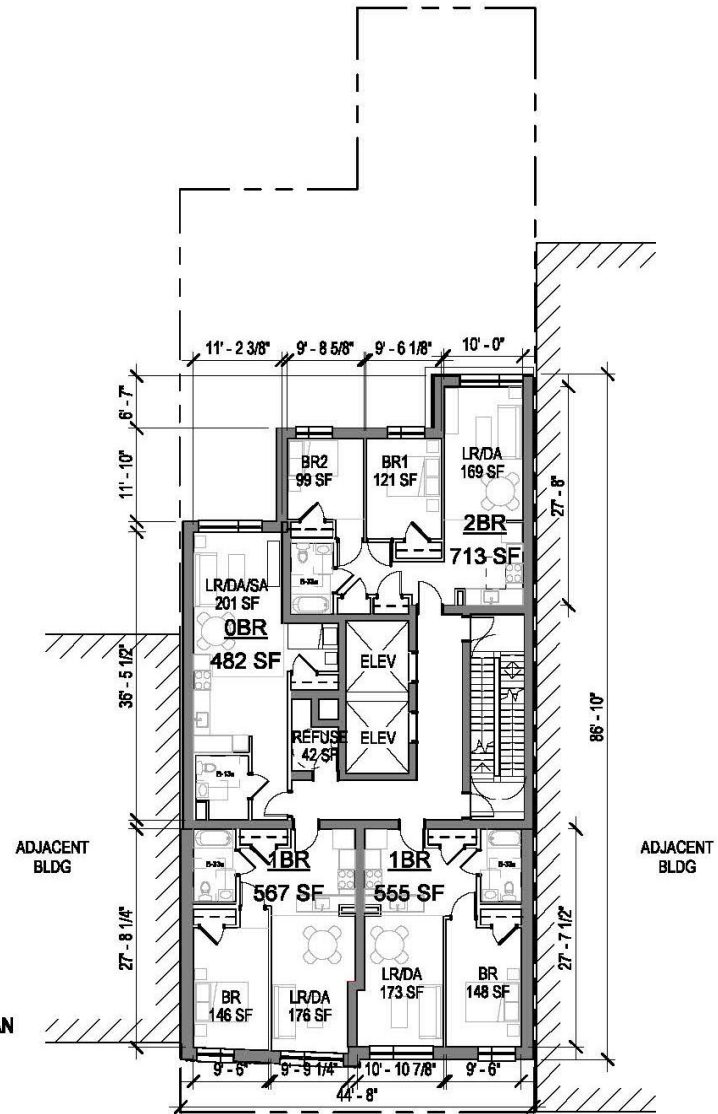 11' - 2 3/8" 9' - 8 5/8" 9' - 6 1/8" 10' - 0"
6' - 7"
11' - 10"
BR2
99 SF
BR1
121 SF
LR/DA
169 SF
27' - 8"
2BR
713 SF
LR/DA/SA
201 SF
0BR
482 SF
36' - 5 1/2"
ELEV
ELEV
REFUSE
42 SF
86' - 10"
ADJACENT
BLDG
ADJACENT
BLDG
1BR
567 SF
1BR
555 SF
27' - 8 1/4"
27' - 7 1/2"
BR
146 SF
LR/DA
176 SF
LR/DA
173 SF
BR
148 SF
AN
9' - 6" 9' - 9 1/4" 10' - 10 7/8" 9' - 6"
44' - 8"